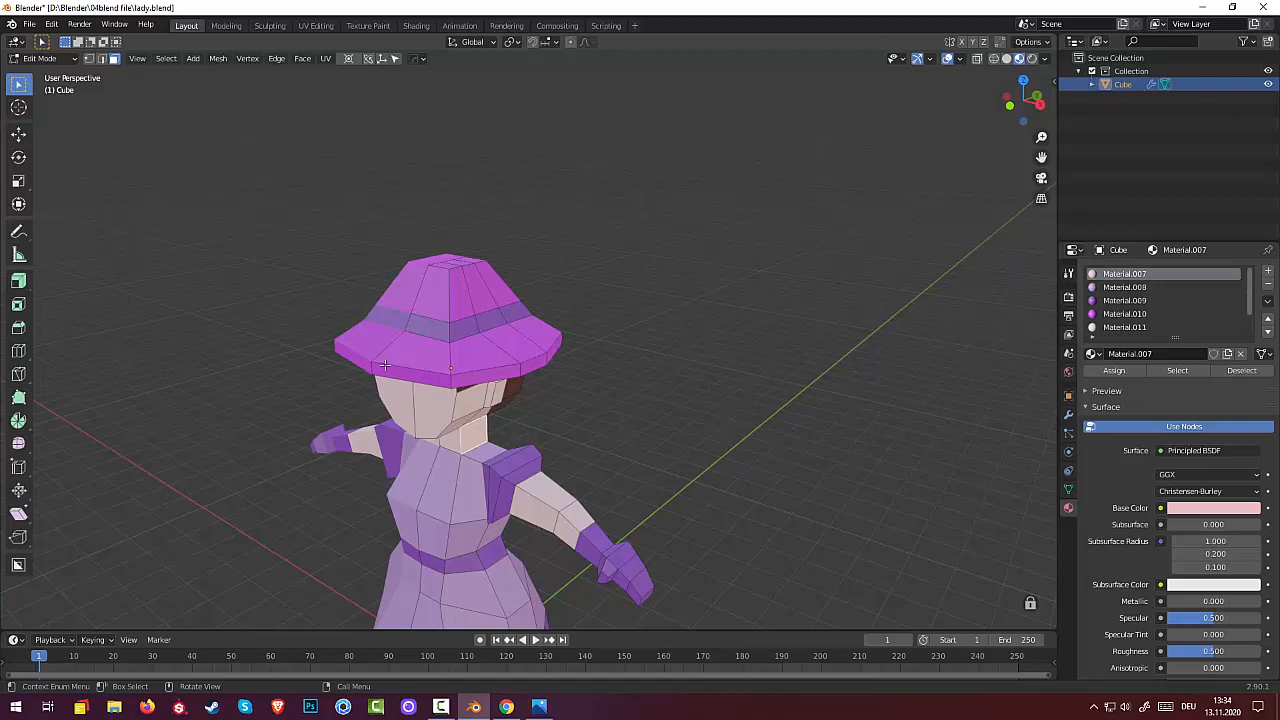 Blender* [D:\Blender\04blend file\lady.blend]
File Edit Render Window Help Layout Modeling Sculpting UV Editing Texture Paint Shading Animation Rendering Compositing Scripting + Scene View Layer
Global X Y Z Options
Edit Mode View Select Add Mesh Vertex Edge Face UV
User Perspective
(1) Cube
Z
Y
X
Scene Collection
Collection
Cube
Cube Material.007
Material.007
Material.008
Material.009
Material.010
Material.011
Material.007
Assign Select Deselect
Preview
Surface
Use Nodes
Surface Principled BSDF
GGX
Christensen-Burley
Base Color
Subsurface 0.000
Subsurface Radius 1.000
0.200
0.100
Subsurface Color
Metallic 0.000
Specular 0.500
Specular Tint 0.000
Roughness 0.500
Anisotropic 0.000
Playback Keying View Marker 1 Start 1 End 250
1 10 20 30 40 50 60 70 80 90 100 110 120 130 140 150 160 170 180 190 200 210 220 230 240 250
Context Enum Menu Box Select Rotate View Call Menu 2.90.1
DEU 13:34
13.11.2020